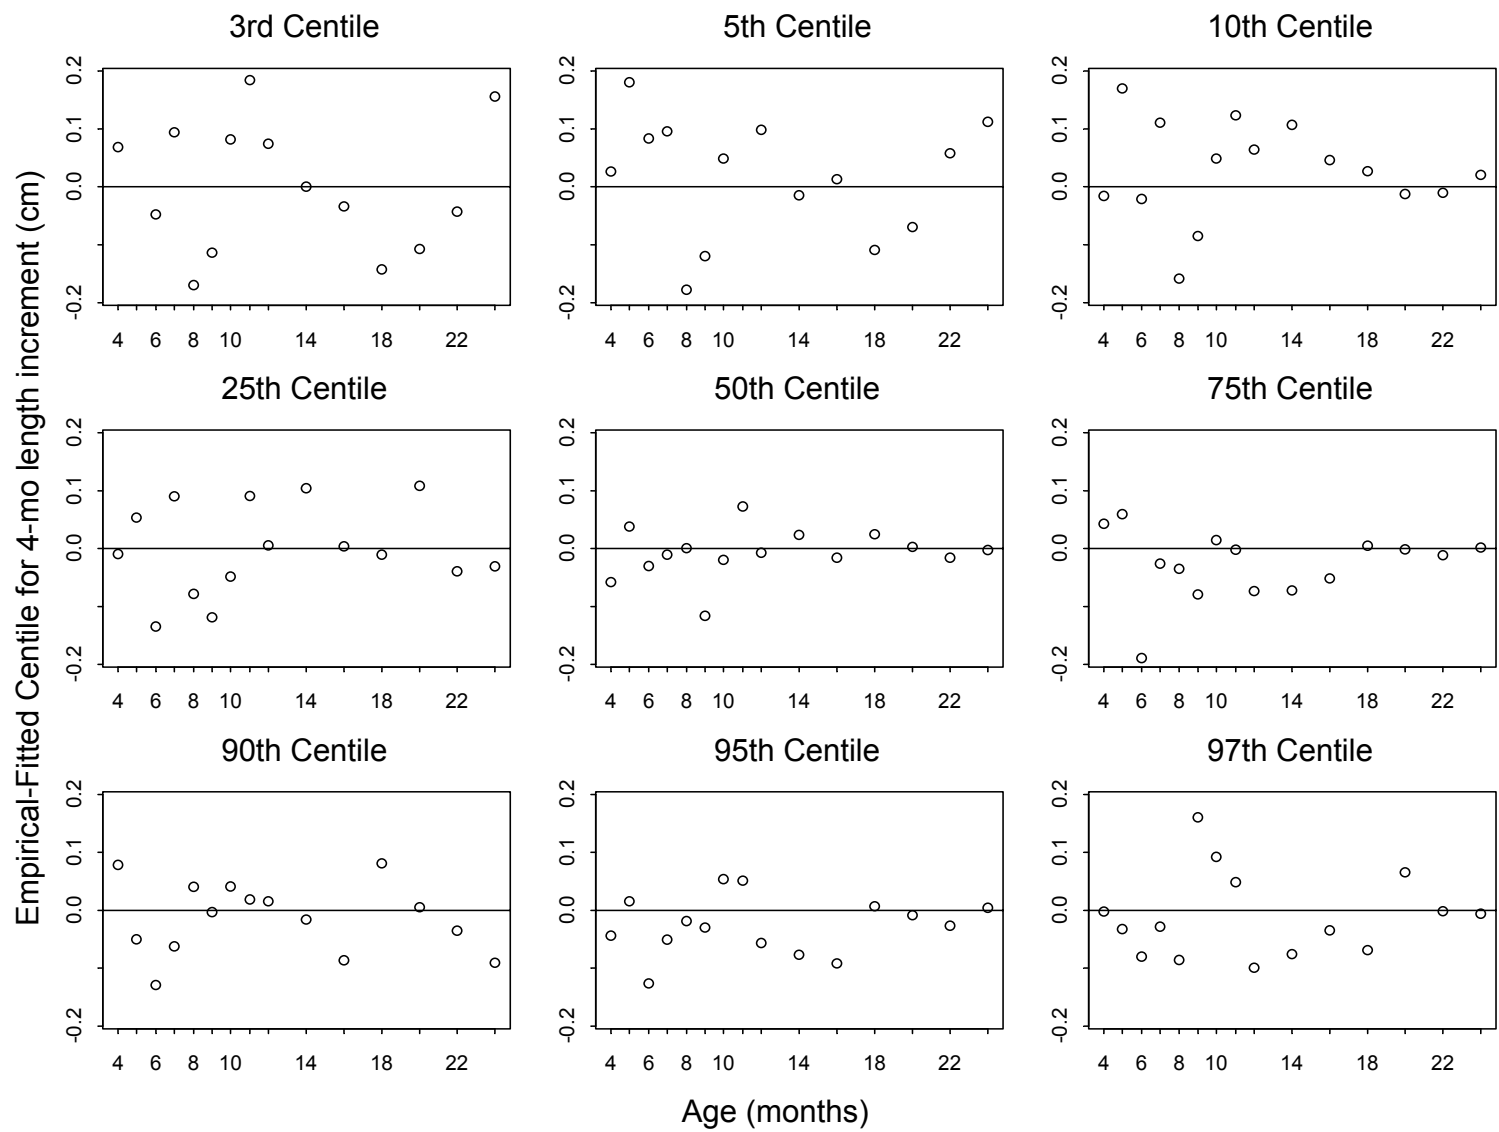 3rd Centile
5th Centile
10th Centile
0.2
0.1
0.0
-0.2
4 6 8 10 14 18 22
0.2
0.1
0.0
-0.2
4 6 8 10 14 18 22
0.2
0.1
0.0
-0.2
4 6 8 10 14 18 22
Empirical-Fitted Centile for 4-mo length increment (cm)
25th Centile
50th Centile
75th Centile
0.2
0.1
0.0
-0.2
4 6 8 10 14 18 22
0.2
0.1
0.0
-0.2
4 6 8 10 14 18 22
0.2
0.1
0.0
-0.2
4 6 8 10 14 18 22
90th Centile
95th Centile
97th Centile
0.2
0.1
0.0
-0.2
4 6 8 10 14 18 22
0.2
0.1
0.0
-0.2
4 6 8 10 14 18 22
0.2
0.1
0.0
-0.2
4 6 8 10 14 18 22
Age (months)